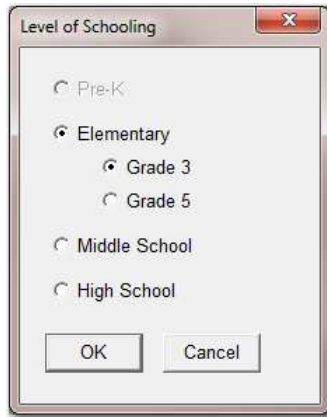 Level of Schooling
Pre-K
Elementary
Grade 3
Grade 5
Middle School
High School
OK Cancel